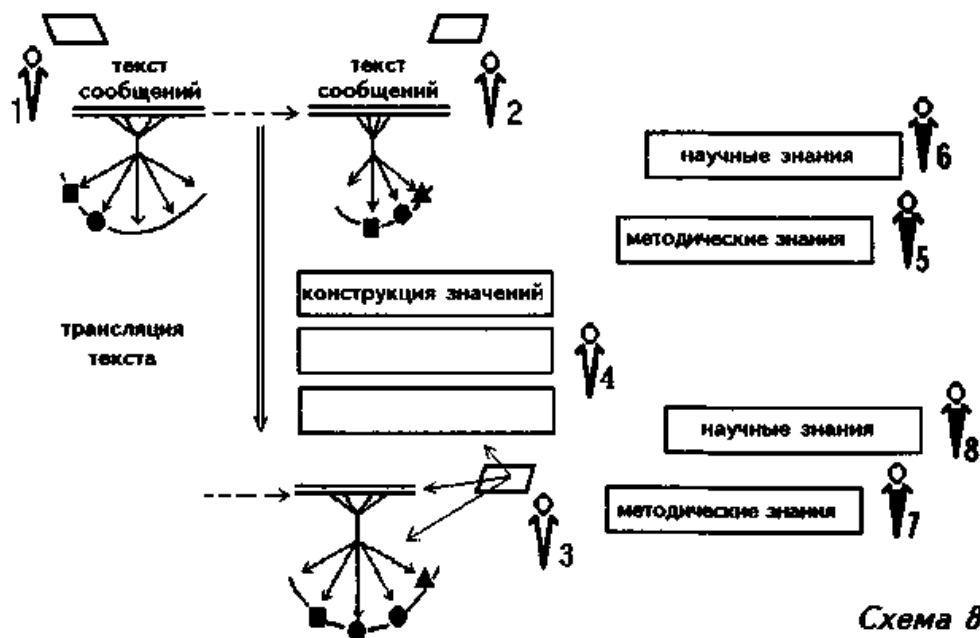 текст
сообщений
1
текст
сообщений
2
научные знания
6
методические знания
5
конструкция значений
трансляция
текста
4
научные знания
8
методические знания
7
3
Схема 8